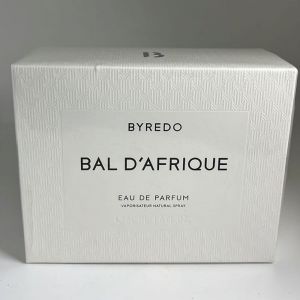 BYREDO
BAL D'AFRIQUE
EAU DE PARFUM
VAPORISATEUR NATURAL SPRAY